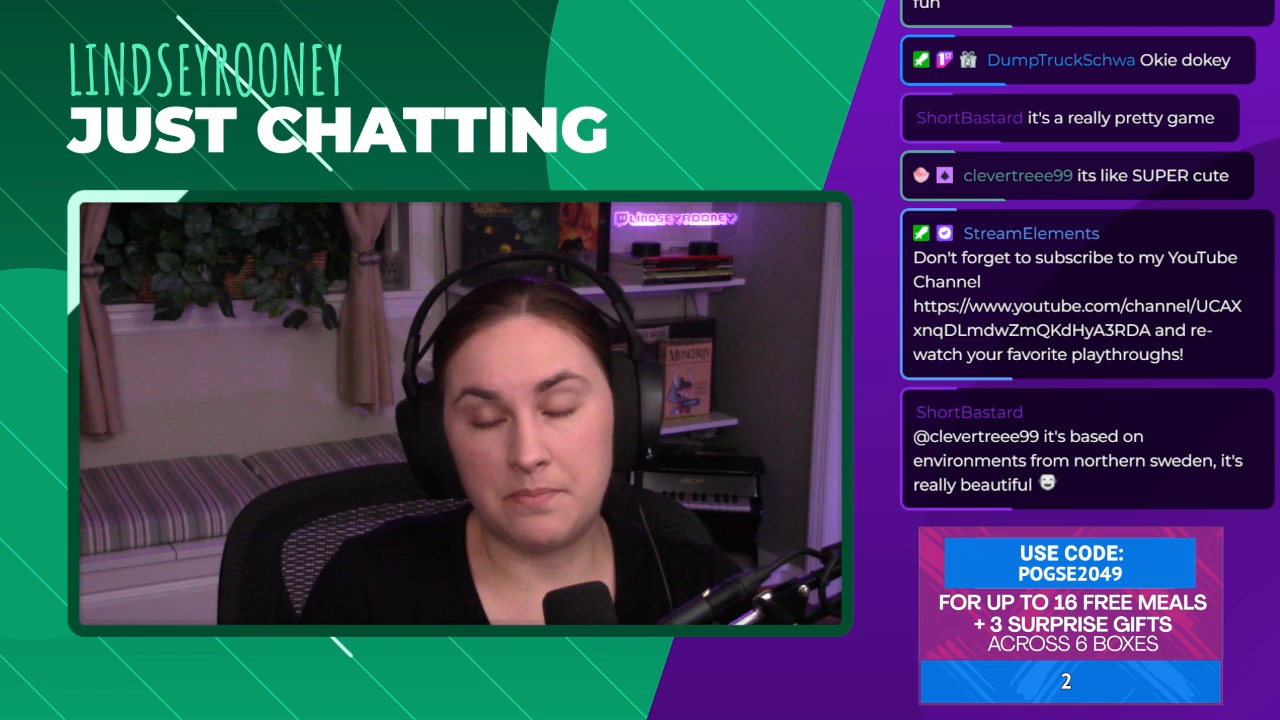 LINDSEYROONEY
JUST CHATTING
LINDSEYROONEY
MUNCHKIN
fun
DumpTruckSchwa Okie dokey
ShortBastard it's a really pretty game
clevertreee99 its like SUPER cute
StreamElements
Don't forget to subscribe to my YouTube
Channel
https://www.youtube.com/channel/UCAX
xnqDLmdwZmQKdHyA3RDA and re-
watch your favorite playthroughs!
ShortBastard
@clevertreee99 it's based on
environments from northern sweden, it's
really beautiful
USE CODE:
POGSE2049
FOR UP TO 16 FREE MEALS
+ 3 SURPRISE GIFTS
ACROSS 6 BOXES
2